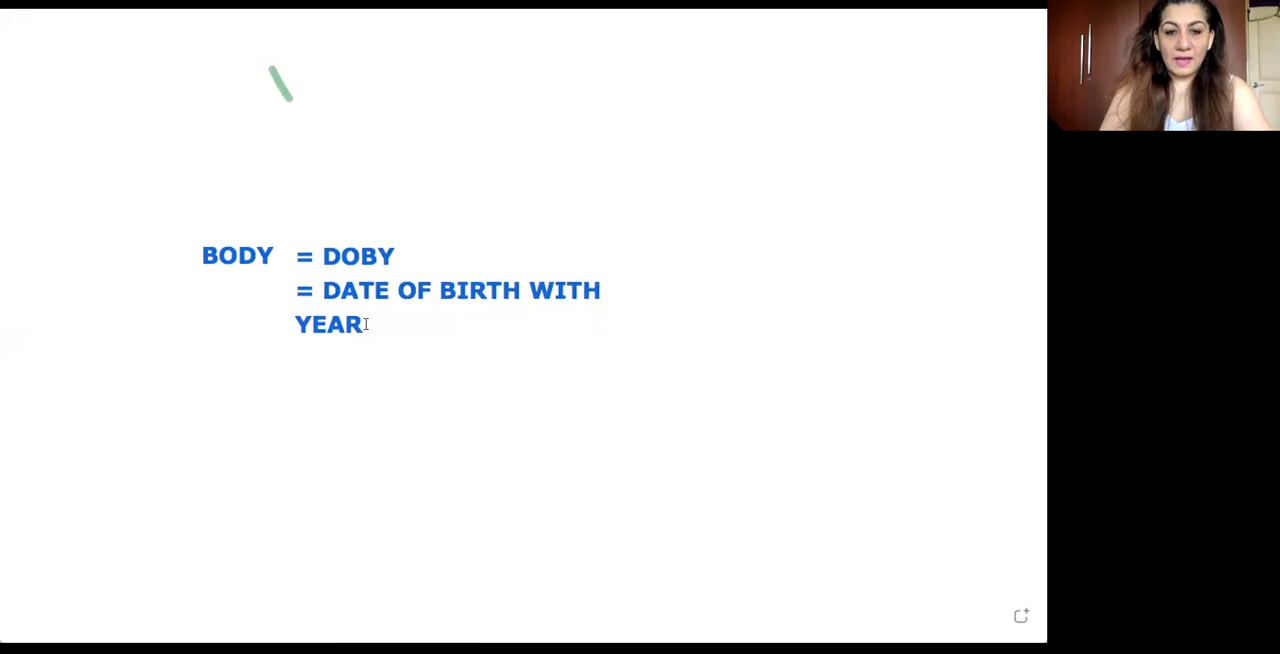 BODY = DOBY
= DATE OF BIRTH WITH
YEAR